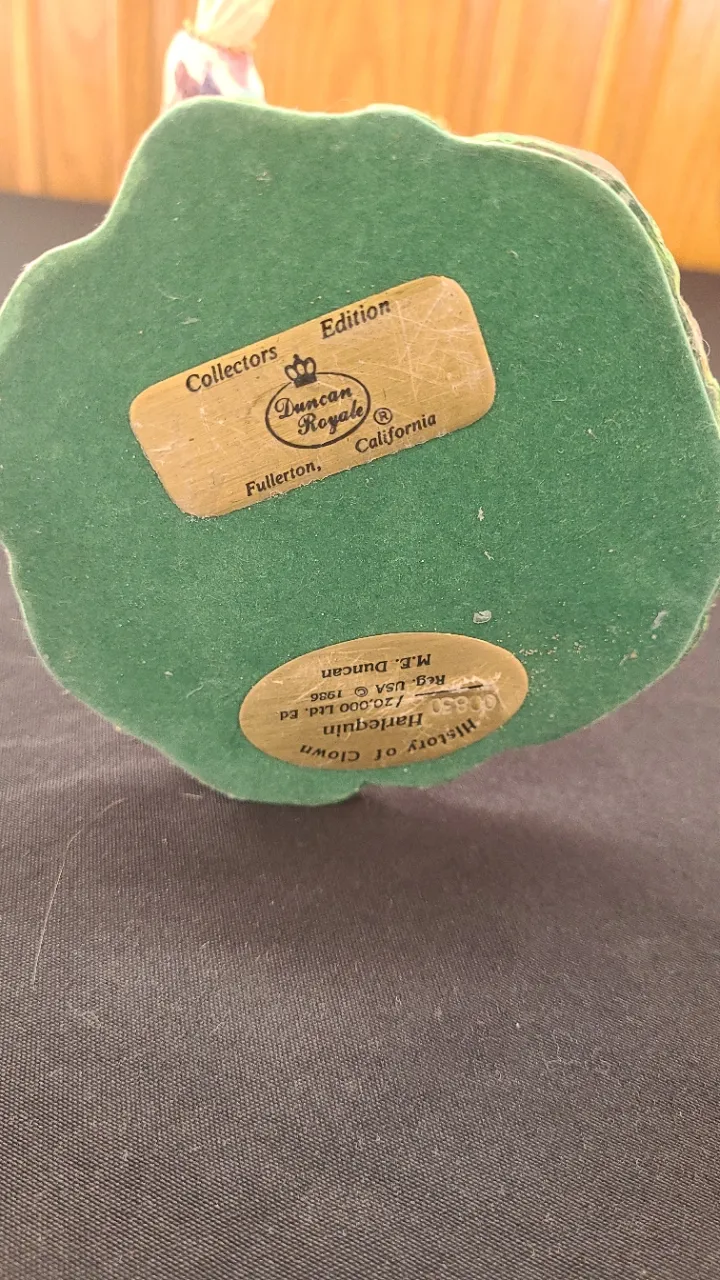 Collectors Edition
Duncan
Royale ®
Fullerton, California
History of Clown
Harlequin
/20,000 Ltd. Ed
Reg. USA © 1986
M.E. Duncan